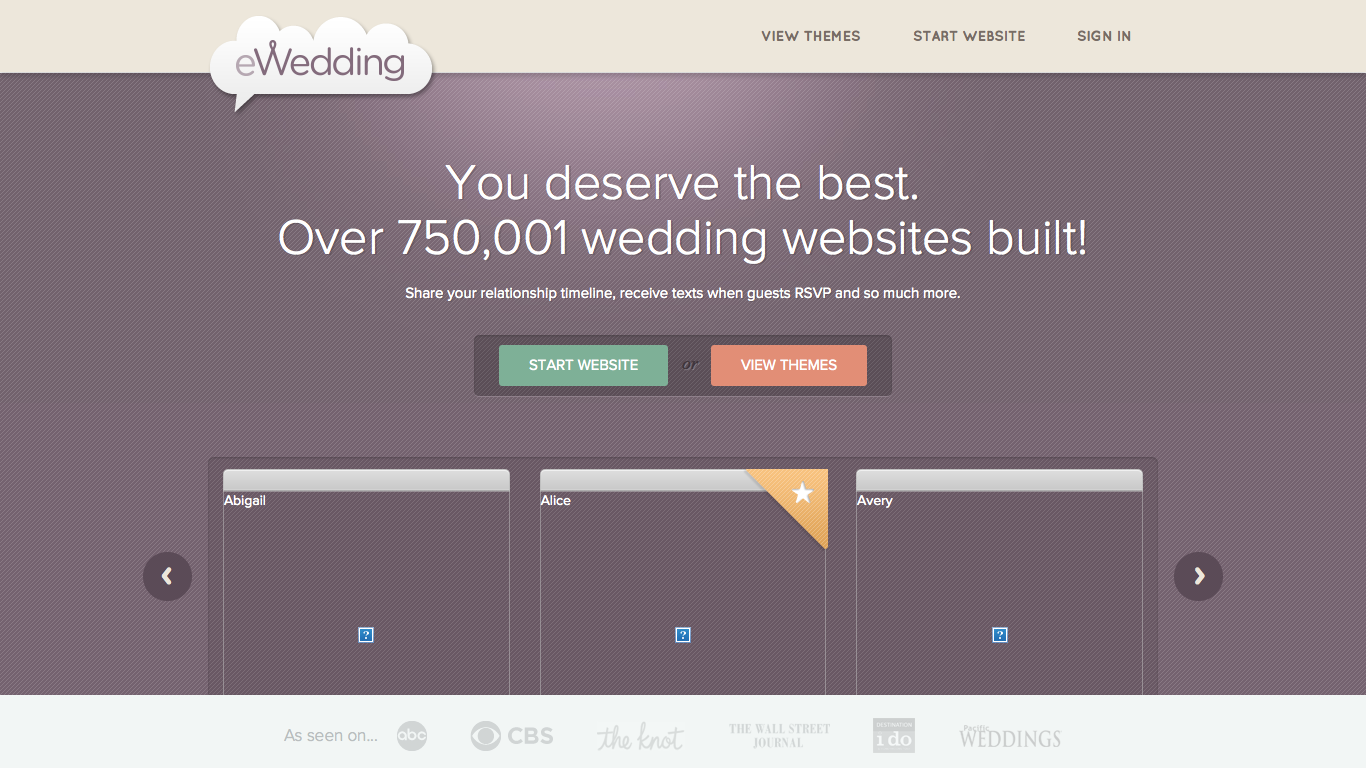 eWedding
VIEW THEMES
START WEBSITE
SIGN IN
You deserve the best.
Over 750,001 wedding websites built!
Share your relationship timeline, receive texts when guests RSVP and so much more.
START WEBSITE
or
VIEW THEMES
Abigail
Alice
Avery
As seen on...
abc
CBS
the knot
THE WALL STREET
JOURNAL
DESTINATION
i do
Pacific
WEDDINGS